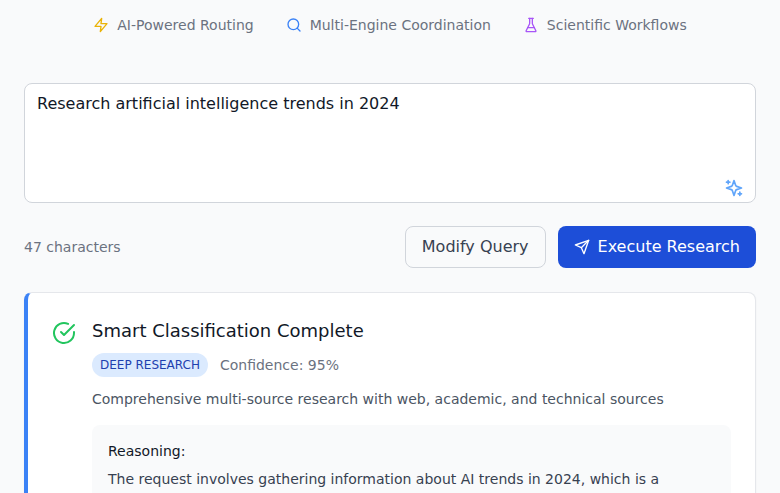 AI-Powered Routing Multi-Engine Coordination Scientific Workflows
Research artificial intelligence trends in 2024
47 characters Modify Query Execute Research
Smart Classification Complete
DEEP RESEARCH Confidence: 95%
Comprehensive multi-source research with web, academic, and technical sources
Reasoning:
The request involves gathering information about AI trends in 2024, which is a